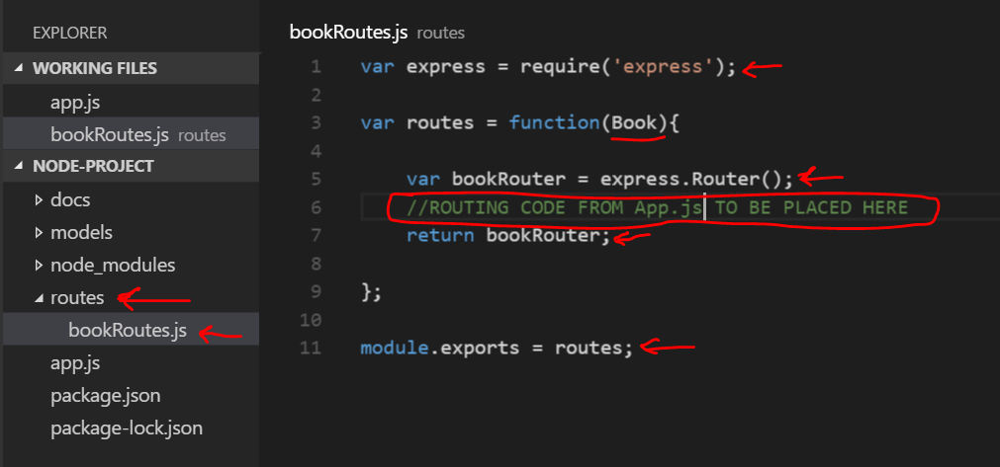 EXPLORER
WORKING FILES
app.js
bookRoutes.js routes
NODE-PROJECT
docs
models
node_modules
routes
bookRoutes.js
app.js
package.json
package-lock.json
bookRoutes.js routes
1 var express = require('express');
2
3 var routes = function(Book){
4
5 var bookRouter = express.Router();
6 //ROUTING CODE FROM App.js TO BE PLACED HERE
7 return bookRouter;
8
9 };
10
11 module.exports = routes;